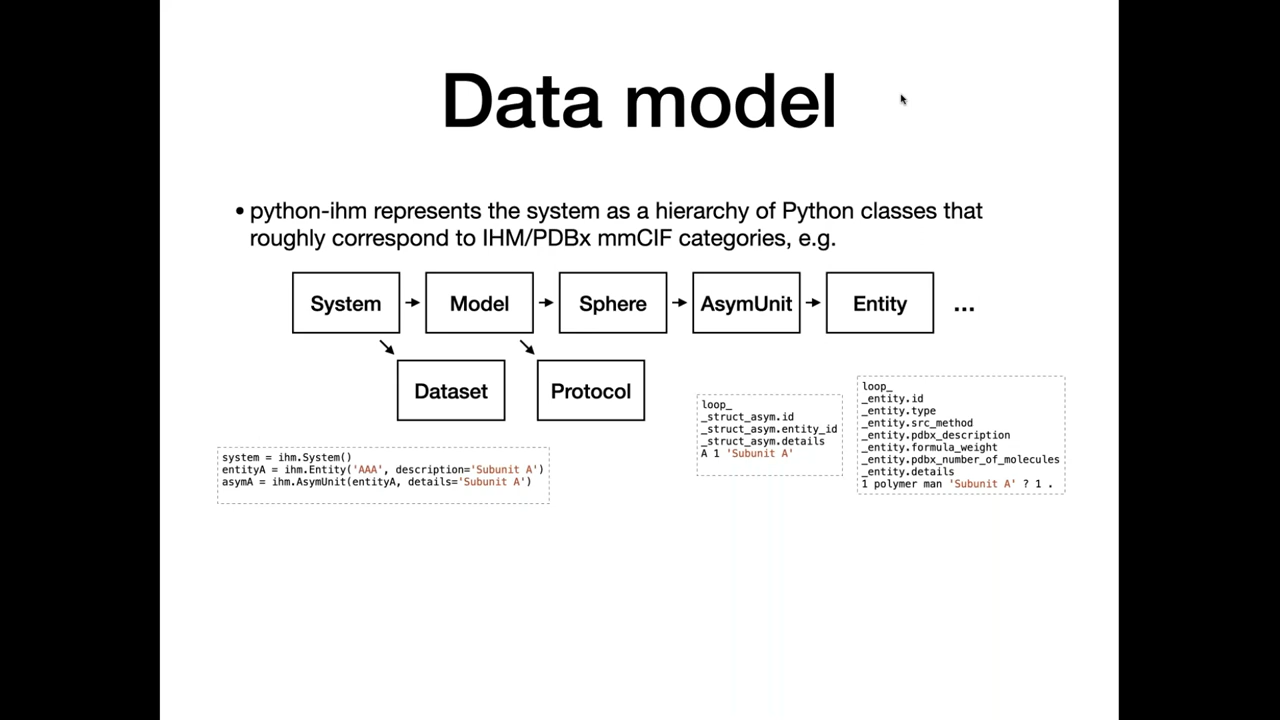 Data model
• python-ihm represents the system as a hierarchy of Python classes that
roughly correspond to IHM/PDBx mmCIF categories, e.g.
System
Model
Sphere
AsymUnit
Entity
...
Dataset
Protocol
system = ihm.System()
entityA = ihm.Entity('AAA', description='Subunit A')
asymA = ihm.AsymUnit(entityA, details='Subunit A')
loop_
_struct_asym.id
_struct_asym.entity_id
_struct_asym.details
A 1 'Subunit A'
loop_
_entity.id
_entity.type
_entity.src_method
_entity.pdbx_description
_entity.formula_weight
_entity.pdbx_number_of_molecules
_entity.details
1 polymer man 'Subunit A' ? 1 .